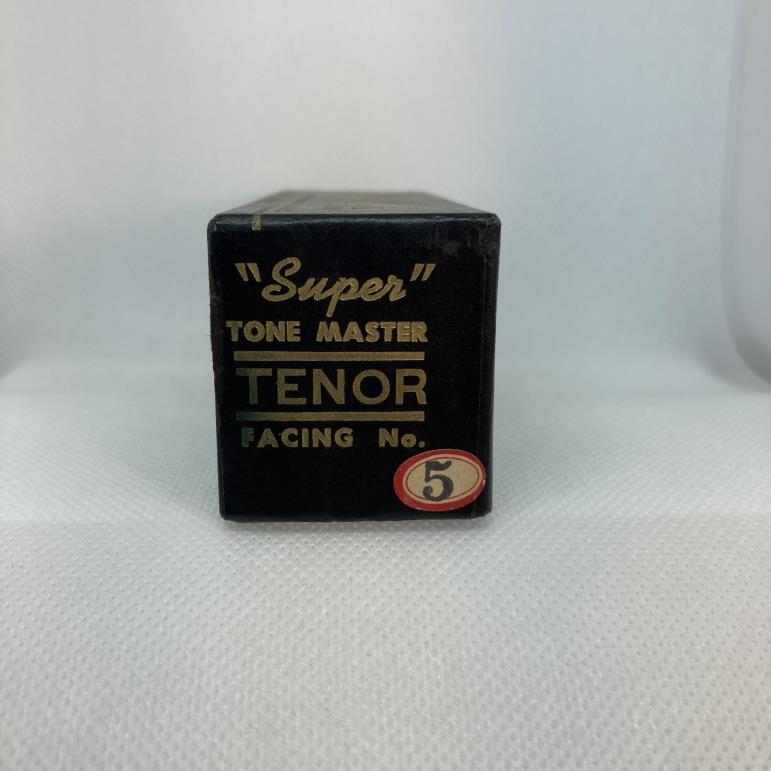 "Super"
TONE MASTER
TENOR
FACING No.
5